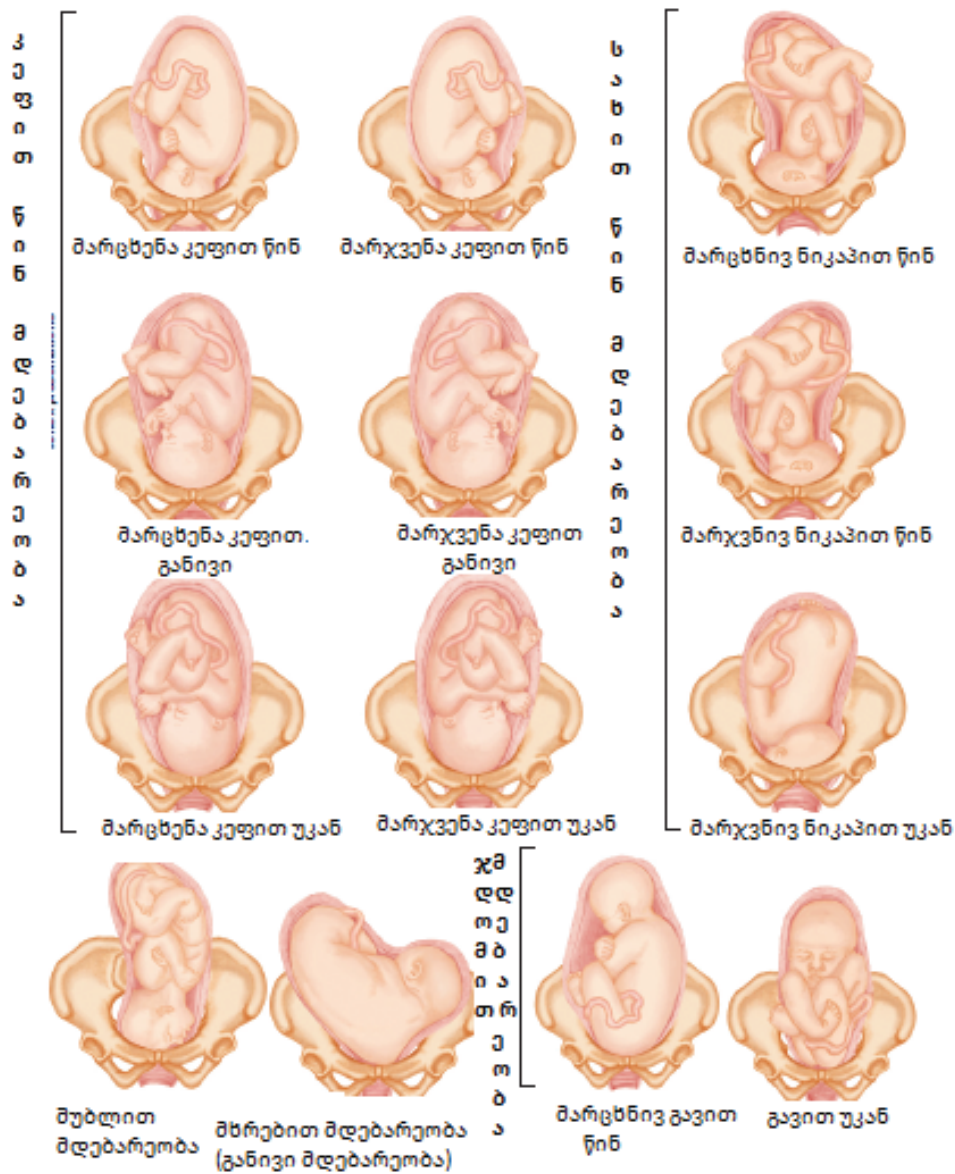 კეფით წინ მდებარეობა
მარცხენა კეფით წინ
მარჯვენა კეფით წინ
მარცხენა კეფით.
განივი
მარჯვენა კეფით
განივი
მარცხენა კეფით უკან
მარჯვენა კეფით უკან
სახით წინ მდებარეობა
მარცხნივ ნიკაპით წინ
მარჯვნივ ნიკაპით წინ
მარჯვნივ ნიკაპით უკან
შუბლით
მდებარეობა
მხრებით მდებარეობა
(განივი მდებარეობა)
ჯდომით
მდებარეობა
მარცხნივ გავით
წინ
გავით უკან